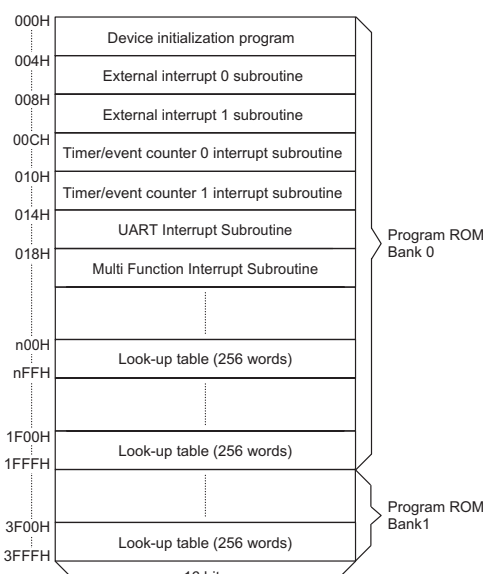 000H
Device initialization program
004H
External interrupt 0 subroutine
008H
External interrupt 1 subroutine
00CH
Timer/event counter 0 interrupt subroutine
010H
Timer/event counter 1 interrupt subroutine
014H
UART Interrupt Subroutine
018H
Multi Function Interrupt Subroutine
Program ROM
Bank 0
n00H
Look-up table (256 words)
nFFH
1F00H
Look-up table (256 words)
1FFFH
Program ROM
Bank1
3F00H
Look-up table (256 words)
3FFFH